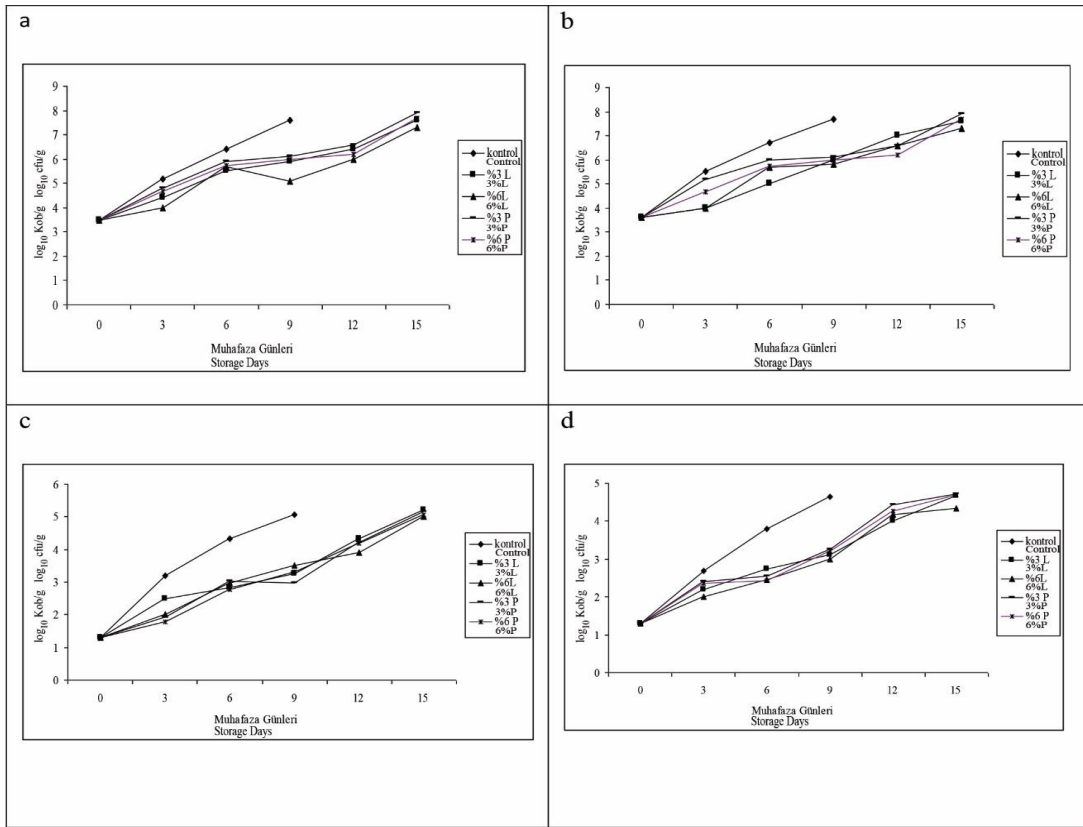 a
9
8
7
6
5
4
3
2
1
0
log10 Kob/g log10 cfu/g
0 3 6 9 12 15
Muhafaza Günleri
Storage Days
kontrol
Control
%3 L
3%L
%6L
6%L
%3 P
3%P
%6 P
6%P
b
9
8
7
6
5
4
3
2
1
0
log10 Kob/g log10 cfu/g
0 3 6 9 12 15
Muhafaza Günleri
Storage Days
kontrol
Control
%3 L
3%L
%6L
6%L
%3 P
3%P
%6 P
6%P
c
6
5
4
3
2
1
0
log10 Kob/g log10 cfu/g
0 3 6 9 12 15
Muhafaza Günleri
Storage Days
kontrol
Control
%3 L
3%L
%6L
6%L
%3 P
3%P
%6 P
6%P
d
5
4
3
2
1
0
log10 Kob/g log10 cfu/g
0 3 6 9 12 15
Muhafaza Günleri
Storage Days
kontrol
Control
%3 L
3%L
%6L
6%L
%3 P
3%P
%6 P
6%P